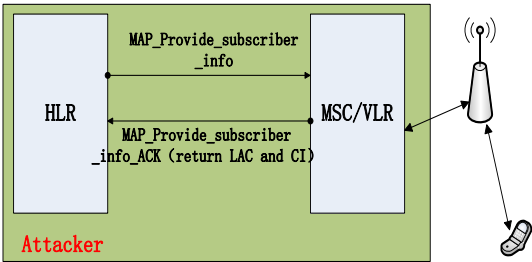 MAP_Provide_subscriber
_info
HLR
MSC/VLR
MAP_Provide_subscriber
_info_ACK (return LAC and CI)
Attacker